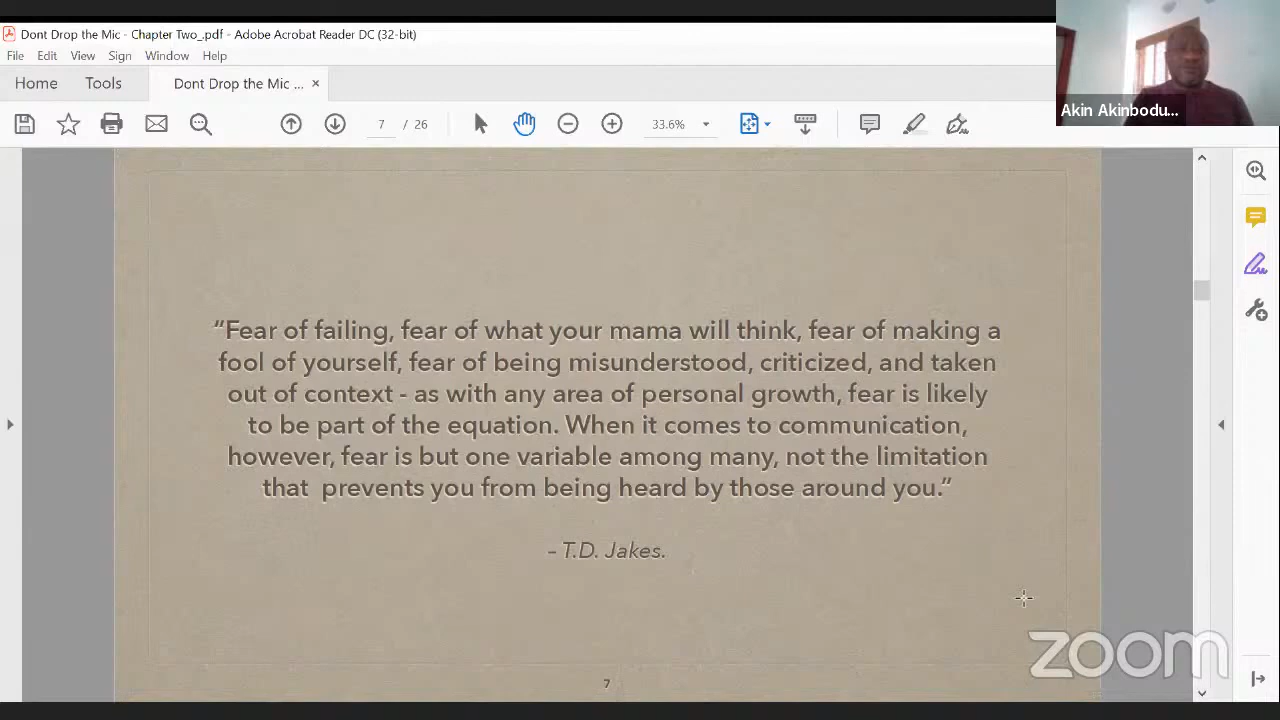 Dont Drop the Mic - Chapter Two_.pdf - Adobe Acrobat Reader DC (32-bit)
File Edit View Sign Window Help
Home Tools Dont Drop the Mic ... ×
7 / 26 33.6%
Akin Akinbodu...
“Fear of failing, fear of what your mama will think, fear of making a
fool of yourself, fear of being misunderstood, criticized, and taken
out of context - as with any area of personal growth, fear is likely
to be part of the equation. When it comes to communication,
however, fear is but one variable among many, not the limitation
that prevents you from being heard by those around you.”
– T.D. Jakes.
7
zoom